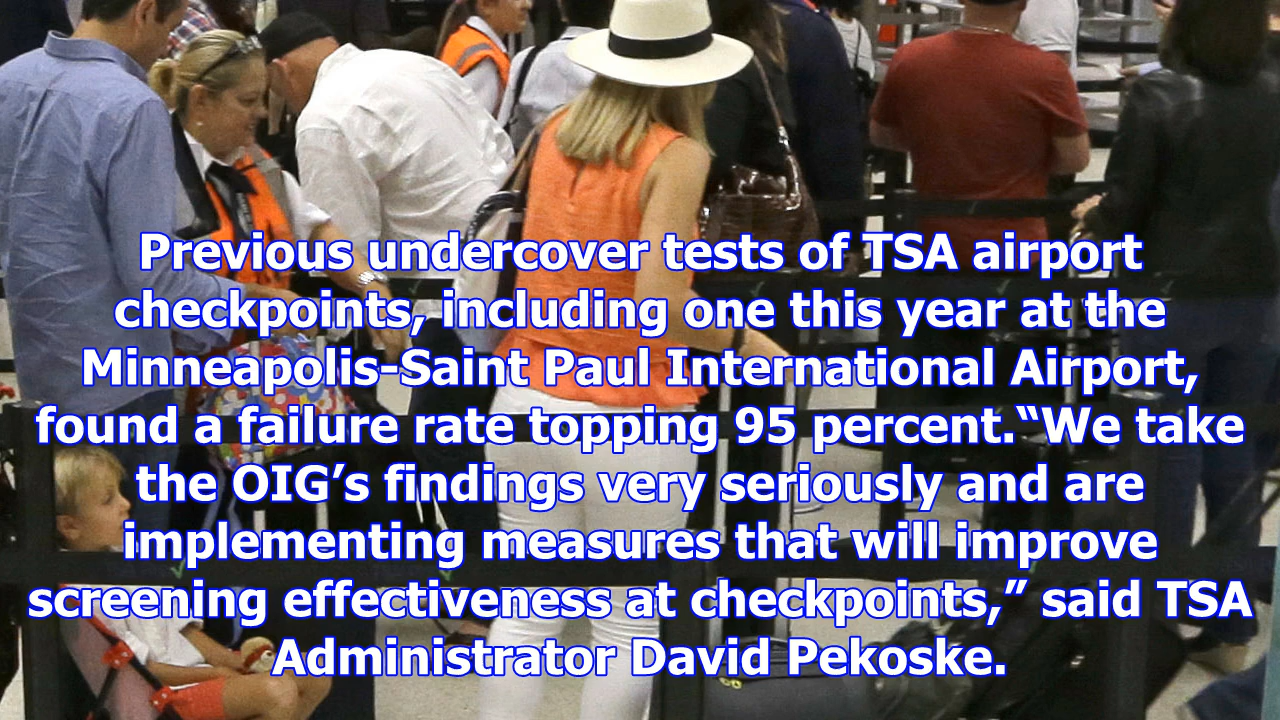 Previous undercover tests of TSA airport
checkpoints, including one this year at the
Minneapolis-Saint Paul International Airport,
found a failure rate topping 95 percent.“We take
the OIG’s findings very seriously and are
implementing measures that will improve
screening effectiveness at checkpoints,” said TSA
Administrator David Pekoske.